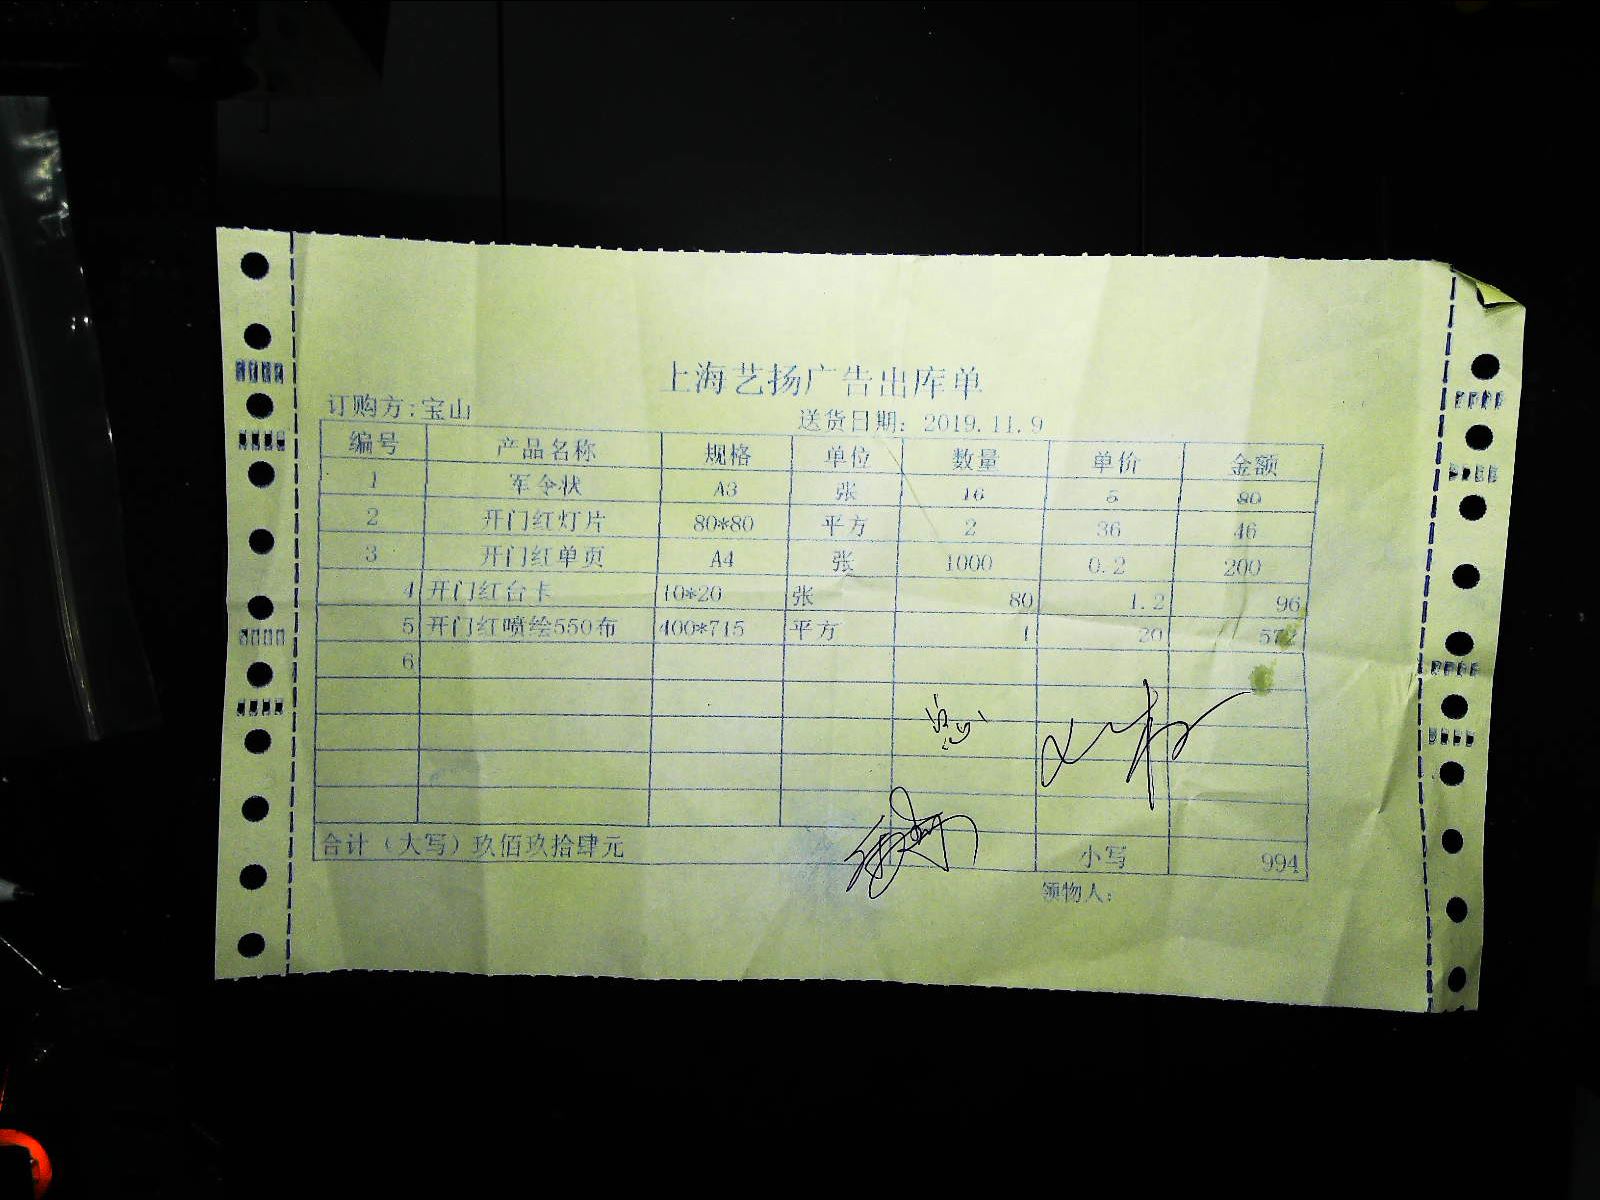 上海艺扬广告出库单
订购方:宝山 送货日期: 2019.11.9
编号 产品名称 规格 单位 数量 单价 金额
1 军令状 A3 张 16 5 80
2 开门红灯片 80*80 平方 2 36 46
3 开门红单页 A4 张 1000 0.2 200
4 开门红台卡 10*20 张 80 1.2 96
5 开门红喷绘550布 400*715 平方 1 20 572
6
合计（大写）玖佰玖拾肆元 小写 994
领物人: